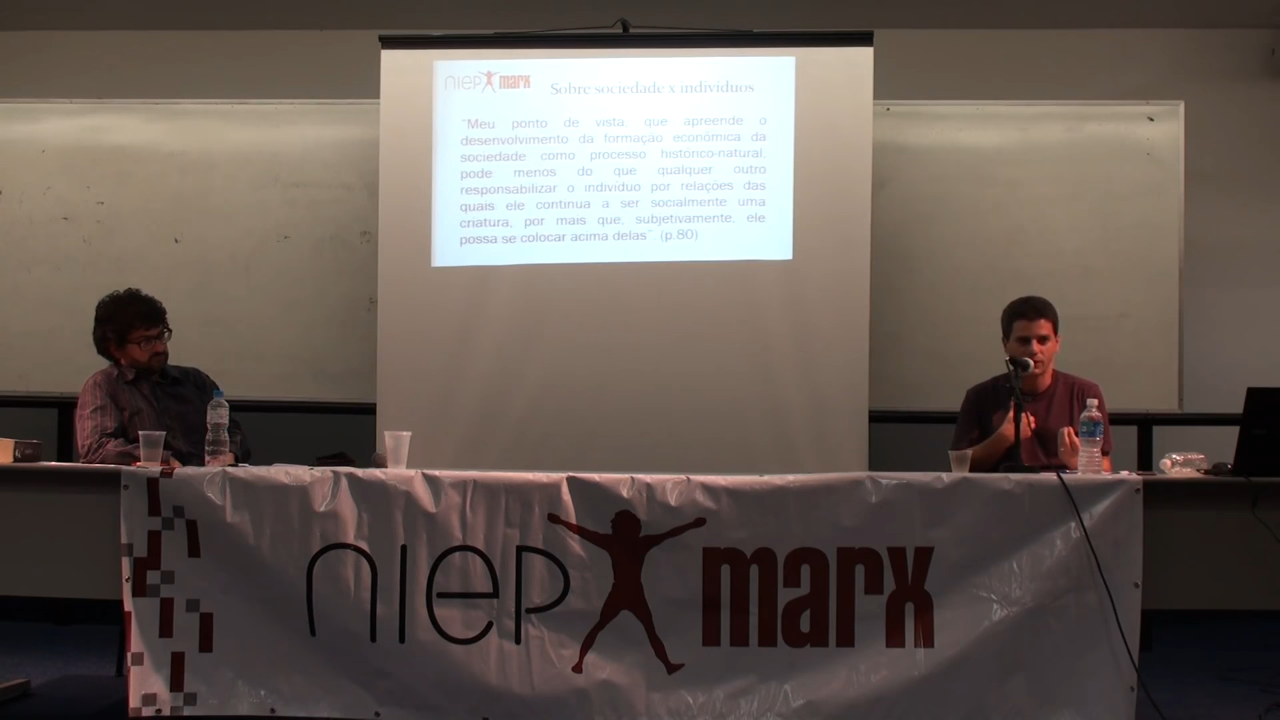 niep marx
Sobre sociedade x indivíduos
"Meu ponto de vista, que apreende o
desenvolvimento da formação econômica da
sociedade como processo histórico-natural,
pode menos do que qualquer outro
responsabilizar o indivíduo por relações das
quais ele continua a ser socialmente uma
criatura, por mais que, subjetivamente, ele
possa se colocar acima delas". (p.80)
niep marx